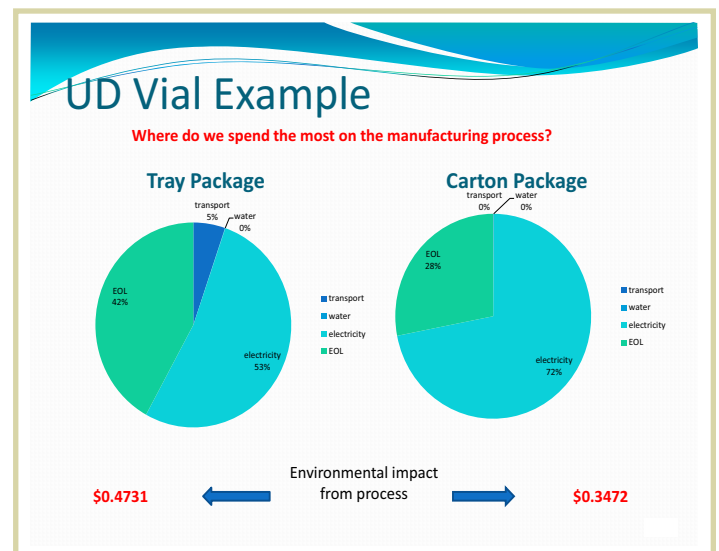 UD Vial Example
Where do we spend the most on the manufacturing process?
Tray Package
transport
5%
water
0%
EOL
42%
electricity
53%
transport
water
electricity
EOL
Carton Package
transport
0%
water
0%
EOL
28%
electricity
72%
transport
water
electricity
EOL
$0.4731
Environmental impact
from process
$0.3472